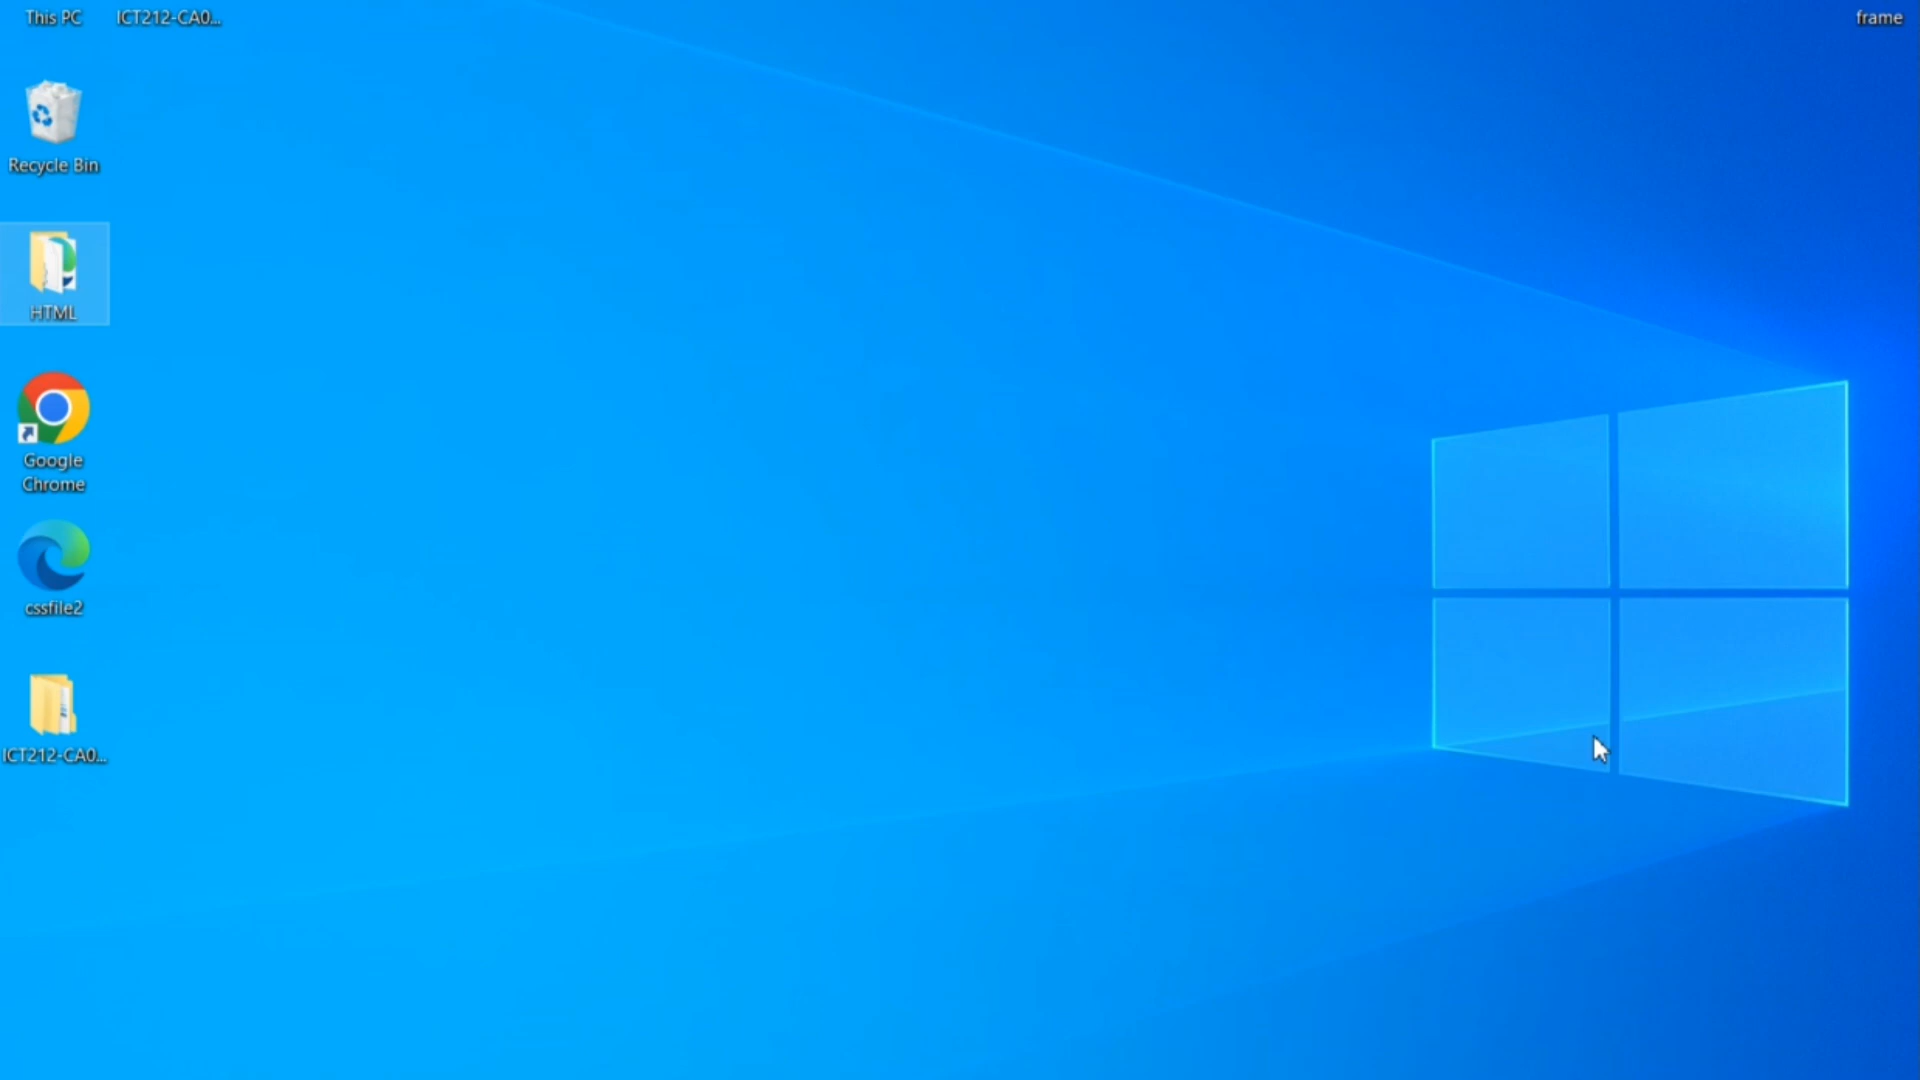 This PC
ICT212-CA0...
frame
Recycle Bin
HTML
Google
Chrome
cssfile2
ICT212-CA0...